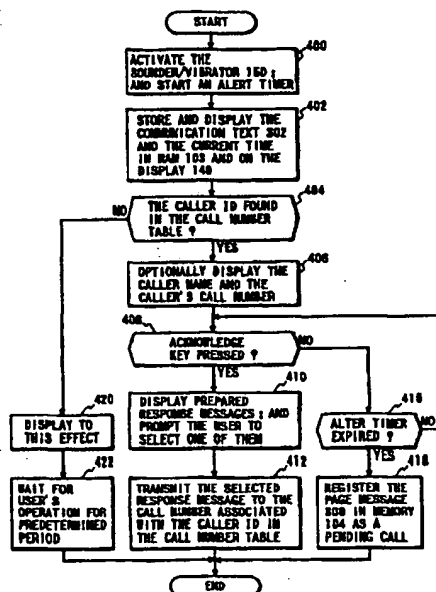 START
400
ACTIVATE THE
SOUNDER/VIBRATOR 150;
AND START AN ALERT TIMER
402
STORE AND DISPLAY THE
COMMUNICATION TEXT 302
AND THE CURRENT TIME
IN RAM 103 AND ON THE
DISPLAY 140
404
NO
THE CALLER ID FOUND
IN THE CALL NUMBER
TABLE ?
YES
406
OPTIONALLY DISPLAY THE
CALLER NAME AND THE
CALLER'S CALL NUMBER
408
ACKNOWLEDGE
KEY PRESSED ?
NO
YES
410
DISPLAY PREPARED
RESPONSE MESSAGES; AND
PROMPT THE USER TO
SELECT ONE OF THEM
416
ALTER TIMER
EXPIRED ?
NO
YES
420
DISPLAY TO
THIS EFFECT
422
WAIT FOR
USER'S
OPERATION FOR
PREDETERMINED
PERIOD
412
TRANSMIT THE SELECTED
RESPONSE MESSAGE TO THE
CALL NUMBER ASSOCIATED
WITH THE CALLER ID IN
THE CALL NUMBER TABLE
418
REGISTER THE
PAGE MESSAGE
300 IN MEMORY
104 AS A
PENDING CALL
END